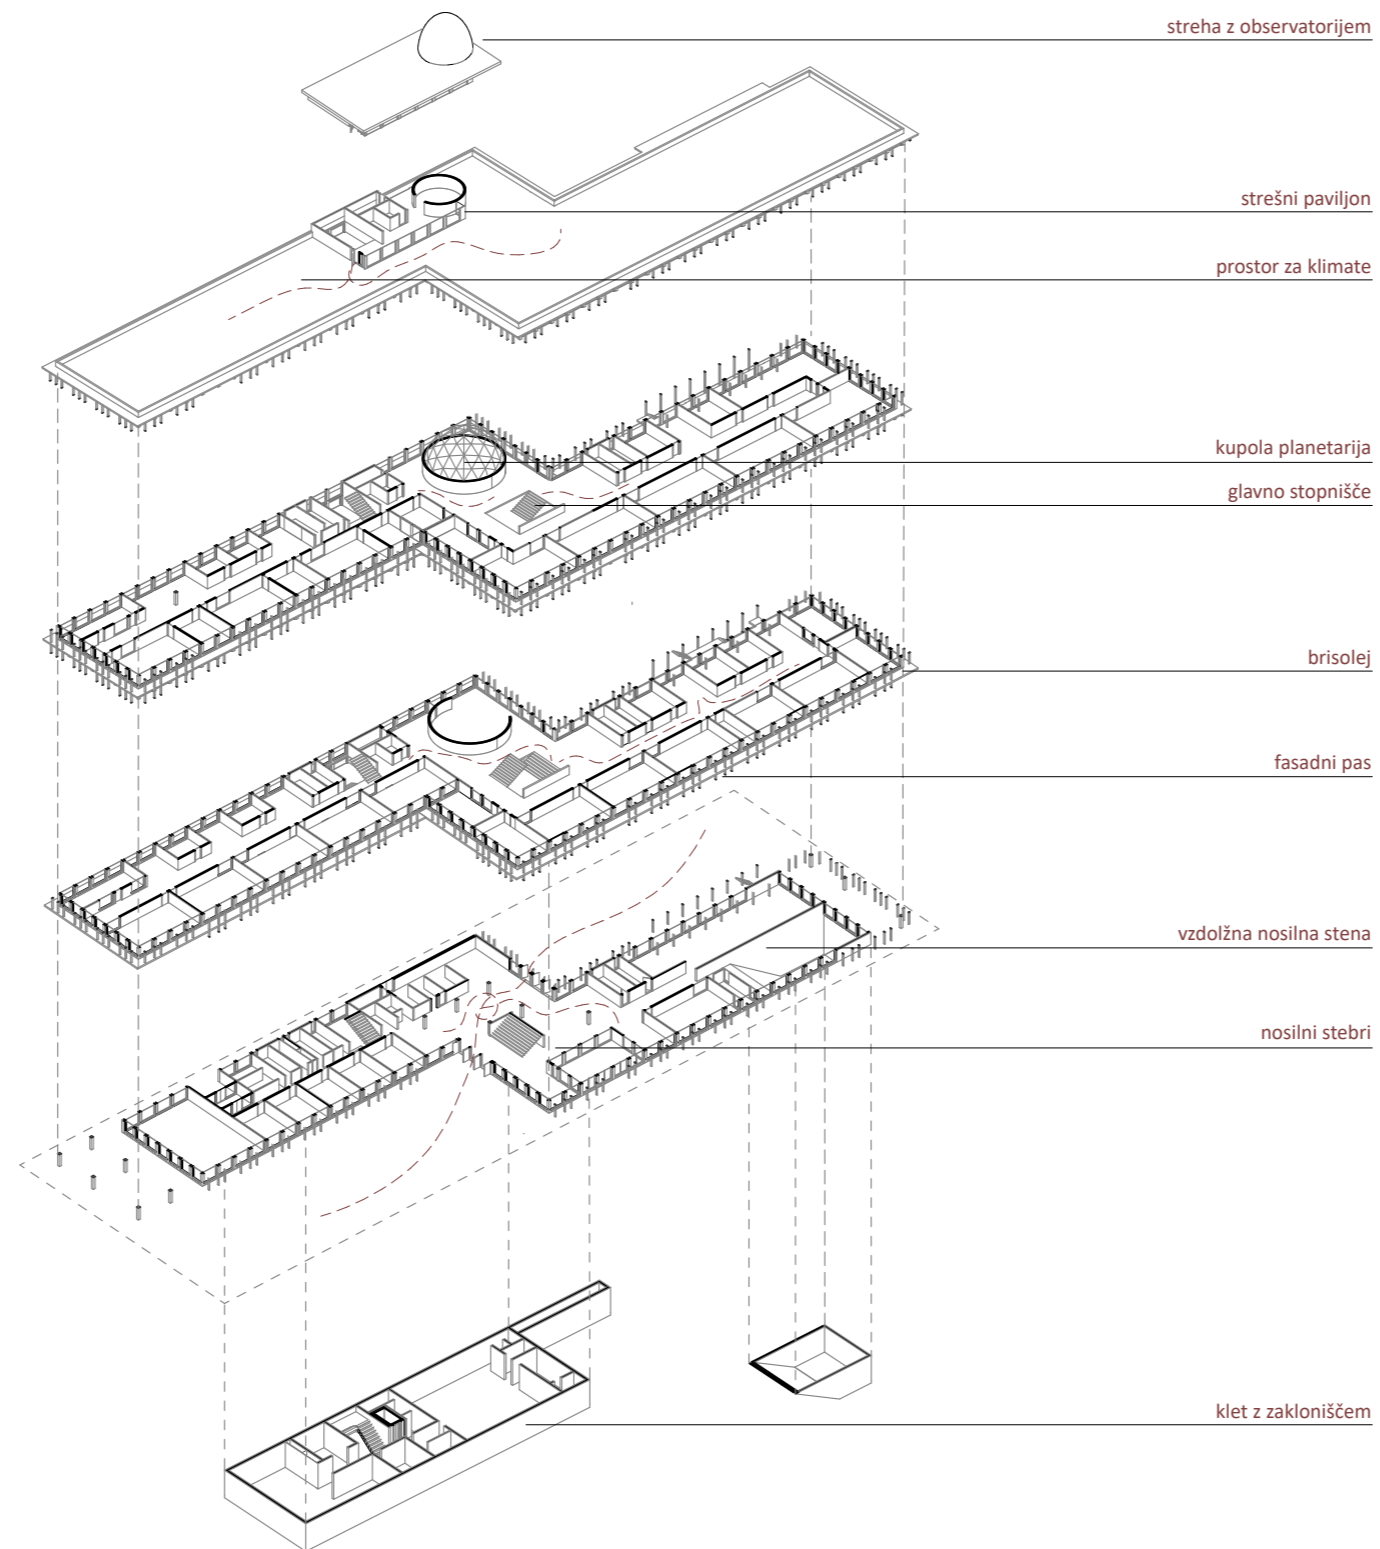 streha z observatorijem
strešni paviljon
prostor za klimate
kupola planetarija
glavno stopnišče
brisolej
fasadni pas
vzdolžna nosilna stena
nosilni stebri
klet z zakloniščem